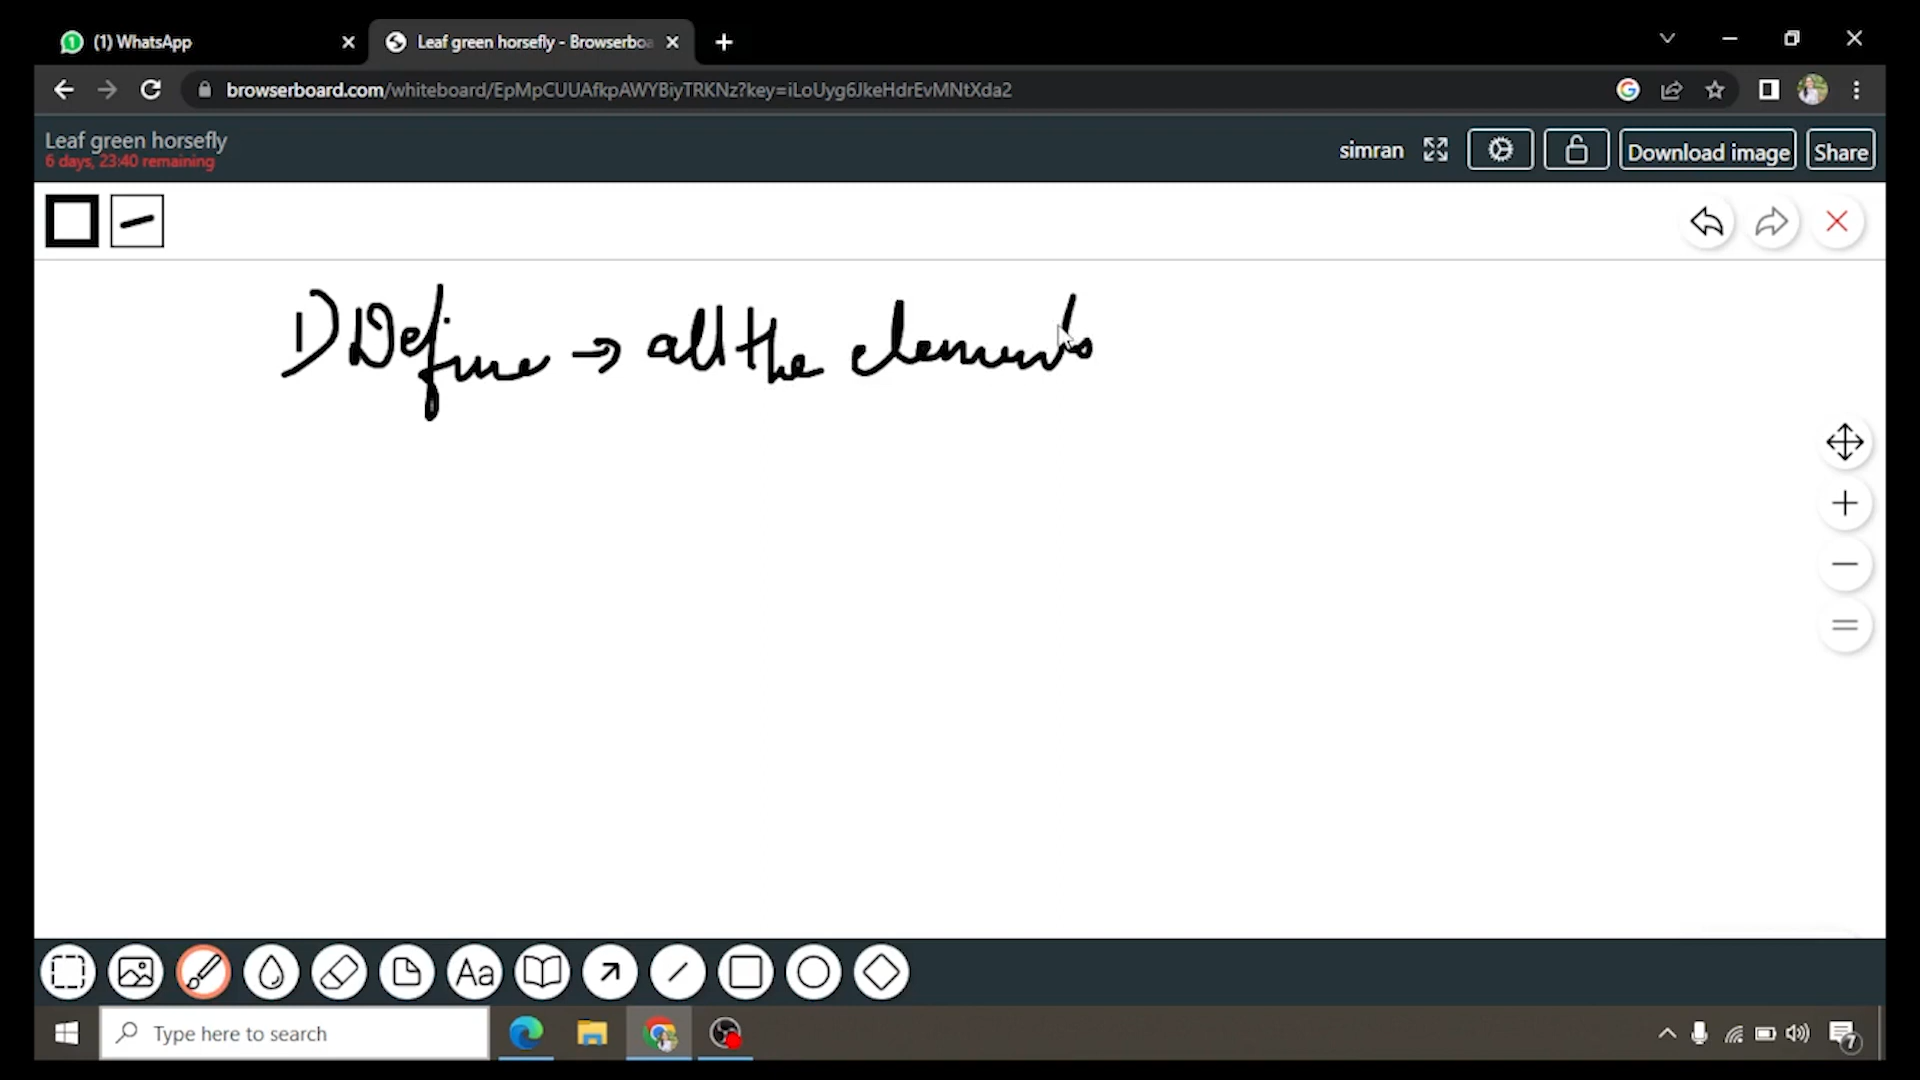 (1) WhatsApp
Leaf green horsefly - Browserboa
browserboard.com/whiteboard/EpMpCUUAfkpAWYBiyTRKNz?key=iLoUyg6JkeHdrEvMNtXda2
Leaf green horsefly
6 days, 23:40 remaining
simran
Download image
Share
1) Define → all the elements
Aa
Type here to search
7